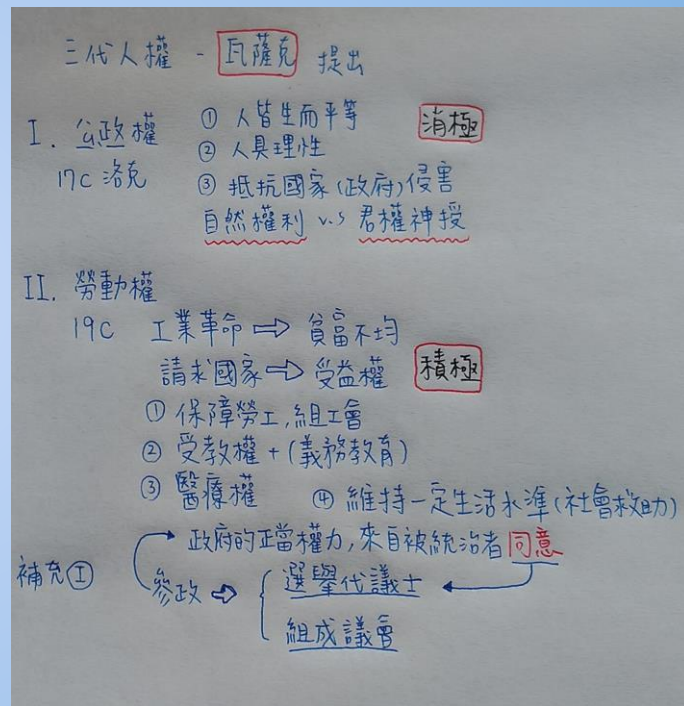 三代人權 - 瓦薩克 提出
I. 公政權 ① 人皆生而平等 消極
17C 洛克 ② 人具理性
③ 抵抗國家(政府)侵害
自然權利 v.s 君權神授
II. 勞動權
19C 工業革命 ⇨ 貧富不均
請求國家 ⇨ 受益權 積極
① 保障勞工,組工會
② 受教權 + (義務教育)
③ 醫療權 ④ 維持一定生活水準(社會救助)
政府的正當權力,來自被統治者 同意
補充① 參政 ⇨ { 選舉代議士
組成議會